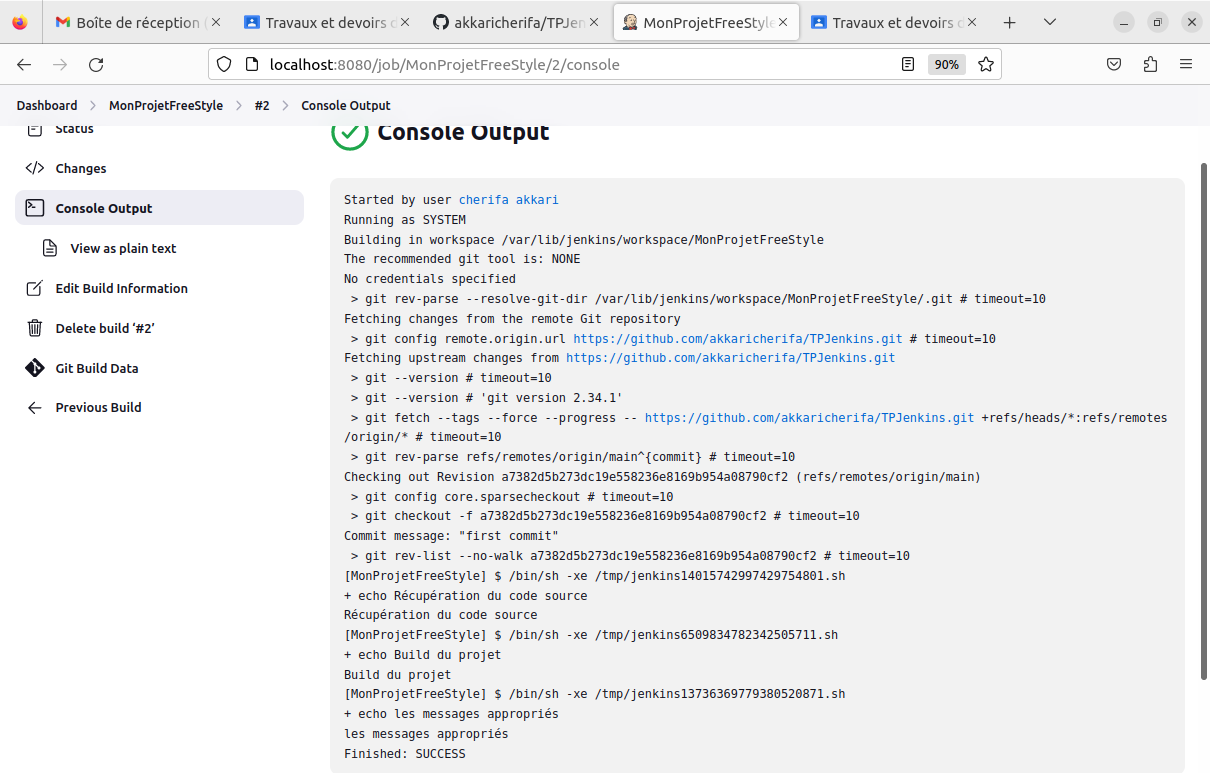 Boîte de réception (
Travaux et devoirs d
akkaricherifa/TPJen
MonProjetFreeStyle
Travaux et devoirs d
localhost:8080/job/MonProjetFreeStyle/2/console
90%
Dashboard
MonProjetFreeStyle
#2
Console Output
Status
Changes
Console Output
View as plain text
Edit Build Information
Delete build ‘#2’
Git Build Data
Previous Build
Console Output
Started by user cherifa akkari
Running as SYSTEM
Building in workspace /var/lib/jenkins/workspace/MonProjetFreeStyle
The recommended git tool is: NONE
No credentials specified
> git rev-parse --resolve-git-dir /var/lib/jenkins/workspace/MonProjetFreeStyle/.git # timeout=10
Fetching changes from the remote Git repository
> git config remote.origin.url https://github.com/akkaricherifa/TPJenkins.git # timeout=10
Fetching upstream changes from https://github.com/akkaricherifa/TPJenkins.git
> git --version # timeout=10
> git --version # 'git version 2.34.1'
> git fetch --tags --force --progress -- https://github.com/akkaricherifa/TPJenkins.git +refs/heads/*:refs/remotes
/origin/* # timeout=10
> git rev-parse refs/remotes/origin/main^{commit} # timeout=10
Checking out Revision a7382d5b273dc19e558236e8169b954a08790cf2 (refs/remotes/origin/main)
> git config core.sparsecheckout # timeout=10
> git checkout -f a7382d5b273dc19e558236e8169b954a08790cf2 # timeout=10
Commit message: "first commit"
> git rev-list --no-walk a7382d5b273dc19e558236e8169b954a08790cf2 # timeout=10
[MonProjetFreeStyle] $ /bin/sh -xe /tmp/jenkins14015742997429754801.sh
+ echo Récupération du code source
Récupération du code source
[MonProjetFreeStyle] $ /bin/sh -xe /tmp/jenkins6509834782342505711.sh
+ echo Build du projet
Build du projet
[MonProjetFreeStyle] $ /bin/sh -xe /tmp/jenkins13736369779380520871.sh
+ echo les messages appropriés
les messages appropriés
Finished: SUCCESS